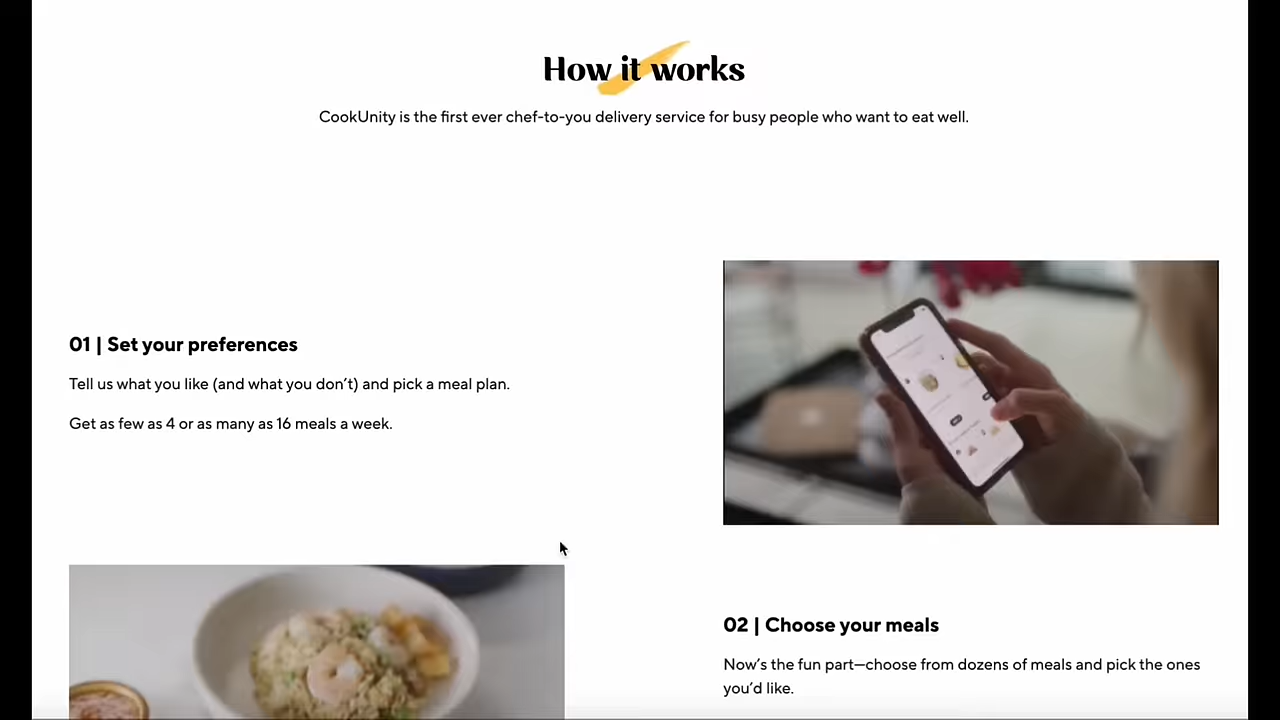 How it works
CookUnity is the first ever chef-to-you delivery service for busy people who want to eat well.
01 | Set your preferences
Tell us what you like (and what you don’t) and pick a meal plan.
Get as few as 4 or as many as 16 meals a week.
02 | Choose your meals
Now’s the fun part—choose from dozens of meals and pick the ones
you’d like.